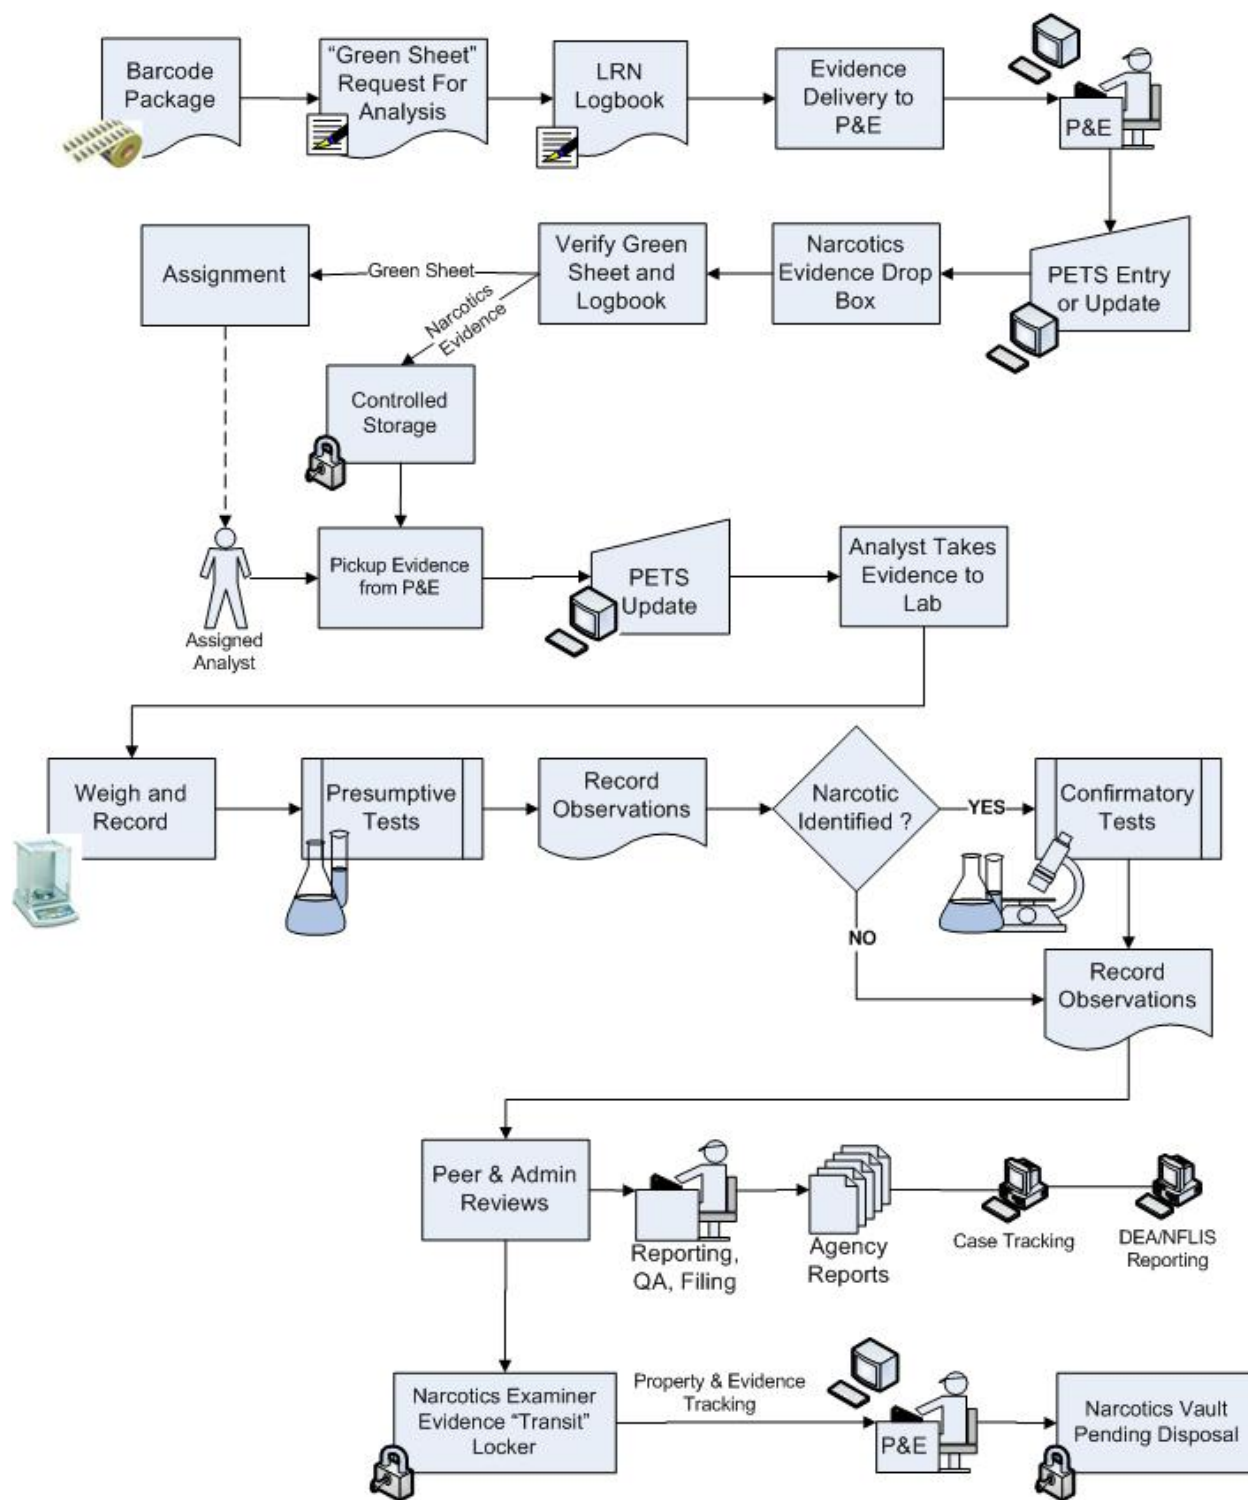 Barcode
Package
“Green Sheet”
Request For
Analysis
LRN
Logbook
Evidence
Delivery to
P&E
P&E
Assignment
Green Sheet
Narcotics
Evidence
Verify Green
Sheet and
Logbook
Narcotics
Evidence Drop
Box
PETS Entry
or Update
Controlled
Storage
Assigned
Analyst
Pickup Evidence
from P&E
PETS
Update
Analyst Takes
Evidence to
Lab
Weigh and
Record
Presumptive
Tests
Record
Observations
Narcotic
Identified ?
YES
NO
Confirmatory
Tests
Record
Observations
Peer & Admin
Reviews
Reporting,
QA, Filing
Agency
Reports
Case Tracking
DEA/NFLIS
Reporting
Narcotics Examiner
Evidence “Transit”
Locker
Property & Evidence
Tracking
P&E
Narcotics Vault
Pending Disposal